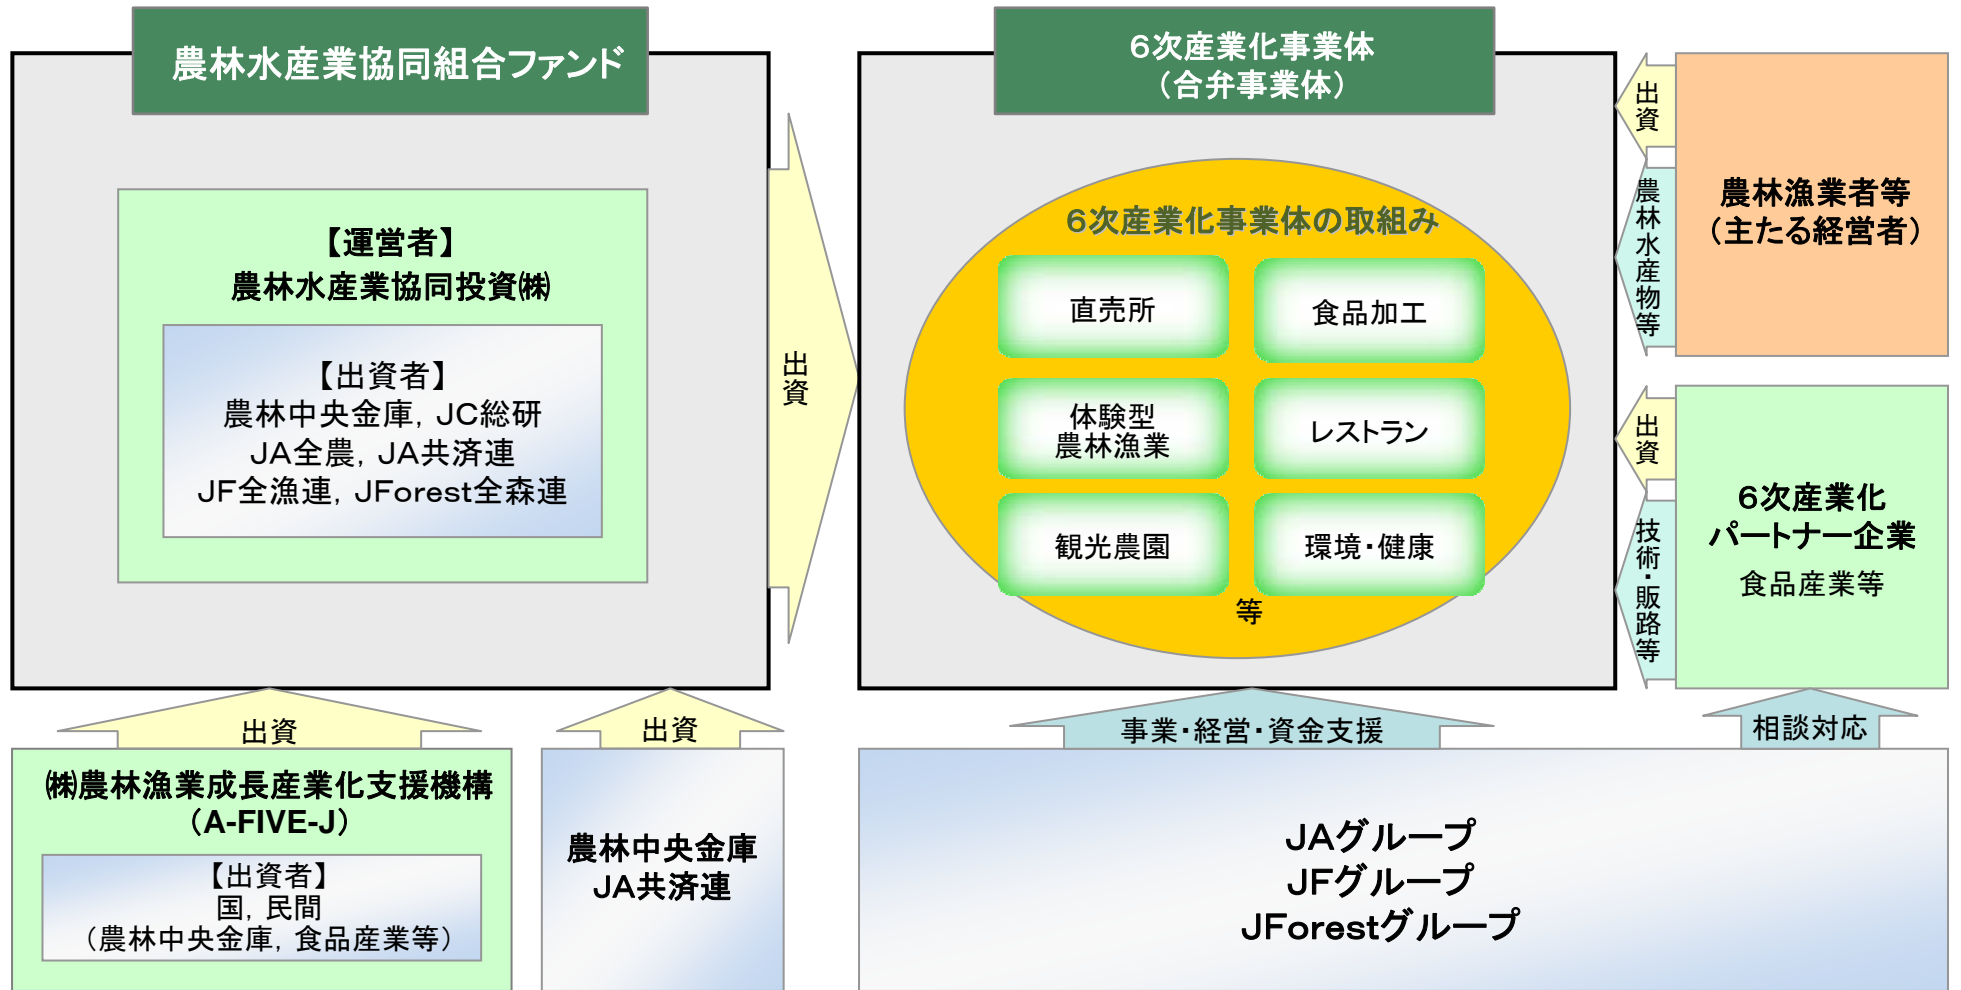 農林水産業協同組合ファンド
【運営者】
農林水産業協同投資㈱
【出資者】
農林中央金庫，JC総研
JA全農，JA共済連
JF全漁連，JForest全森連
出資
6次産業化事業体
（合弁事業体）
6次産業化事業体の取組み
直売所
食品加工
体験型
農林漁業
レストラン
観光農園
環境・健康
等
出資
農林水産物等
農林漁業者等
（主たる経営者）
出資
技術・販路等
6次産業化
パートナー企業
食品産業等
出資
㈱農林漁業成長産業化支援機構
（A-FIVE-J）
【出資者】
国，民間
（農林中央金庫，食品産業等）
出資
農林中央金庫
JA共済連
事業・経営・資金支援
相談対応
JAグループ
JFグループ
JForestグループ